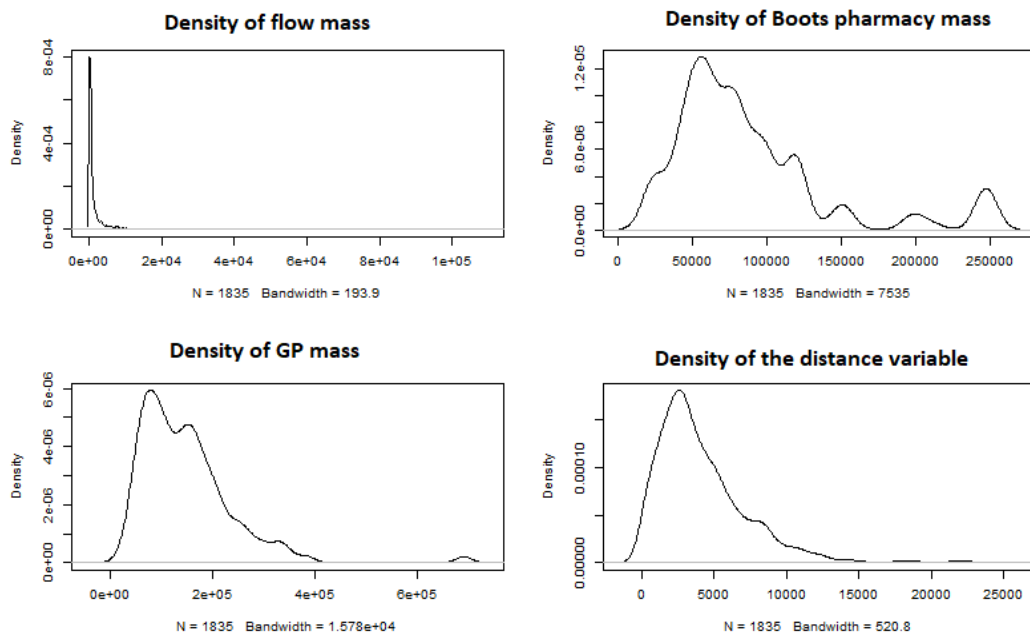 Density of flow mass
Density
0e+00 4e-04 8e-04
0e+00 2e+04 4e+04 6e+04 8e+04 1e+05
N = 1835 Bandwidth = 193.9
Density of Boots pharmacy mass
Density
0.0e+00 6.0e-06 1.2e-05
0 50000 100000 150000 200000 250000
N = 1835 Bandwidth = 7535
Density of GP mass
Density
0e+00 2e-06 4e-06 6e-06
0e+00 2e+05 4e+05 6e+05
N = 1835 Bandwidth = 1.578e+04
Density of the distance variable
Density
0.00000 0.00010
0 5000 10000 15000 20000 25000
N = 1835 Bandwidth = 520.8